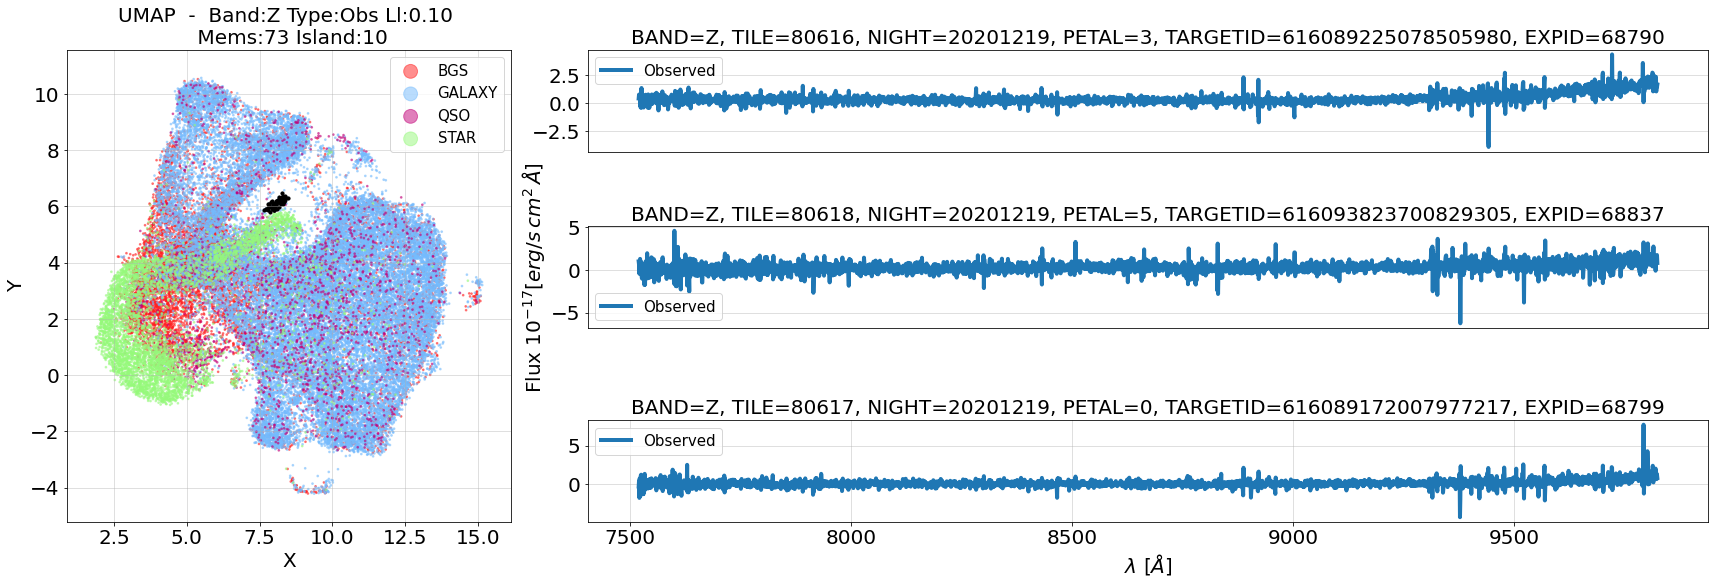 UMAP  -  Band:Z Type:Obs Ll:0.10
Mems:73 Island:10
BGS
GALAXY
QSO
STAR
10
8
6
4
2
0
−2
−4
Y
2.5
5.0
7.5
10.0
12.5
15.0
X
BAND=Z, TILE=80616, NIGHT=20201219, PETAL=3, TARGETID=616089225078505980, EXPID=68790
Observed
2.5
0.0
−2.5
Flux 10⁻¹⁷[erg/s cm² Å]
BAND=Z, TILE=80618, NIGHT=20201219, PETAL=5, TARGETID=616093823700829305, EXPID=68837
5
0
−5
Observed
BAND=Z, TILE=80617, NIGHT=20201219, PETAL=0, TARGETID=616089172007977217, EXPID=68799
Observed
5
0
7500
8000
8500
9000
9500
λ [Å]